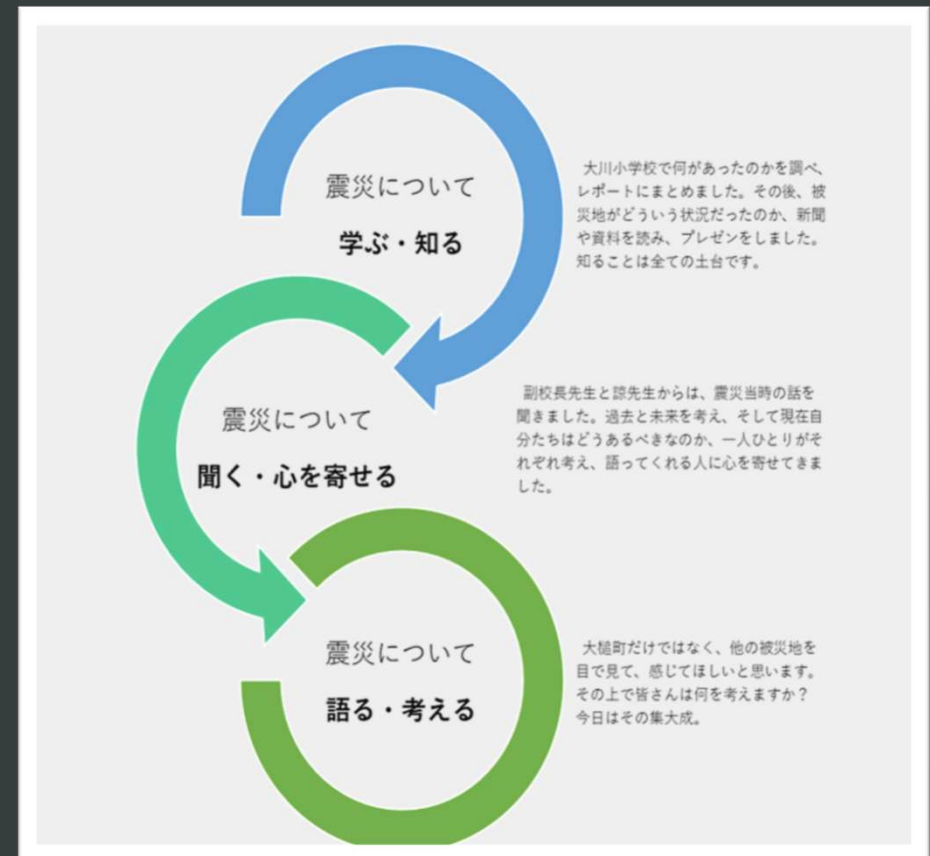 震災について
学ぶ・知る
大川小学校で何があったのかを調べ、
レポートにまとめました。その後、被
災地がどういう状況だったのか、新聞
や資料を読み、プレゼンをしました。
知ることは全ての土台です。
震災について
聞く・心を寄せる
副校長先生と諒先生からは、震災当時の話を
聞きました。過去と未来を考え、そして現在自
分たちはどうあるべきなのか、一人ひとりがそ
れぞれ考え、語ってくれる人に心を寄せてきま
した。
震災について
語る・考える
大槌町だけではなく、他の被災地を
目で見て、感じてほしいと思います。
その上で皆さんは何を考えますか？
今日はその集大成。